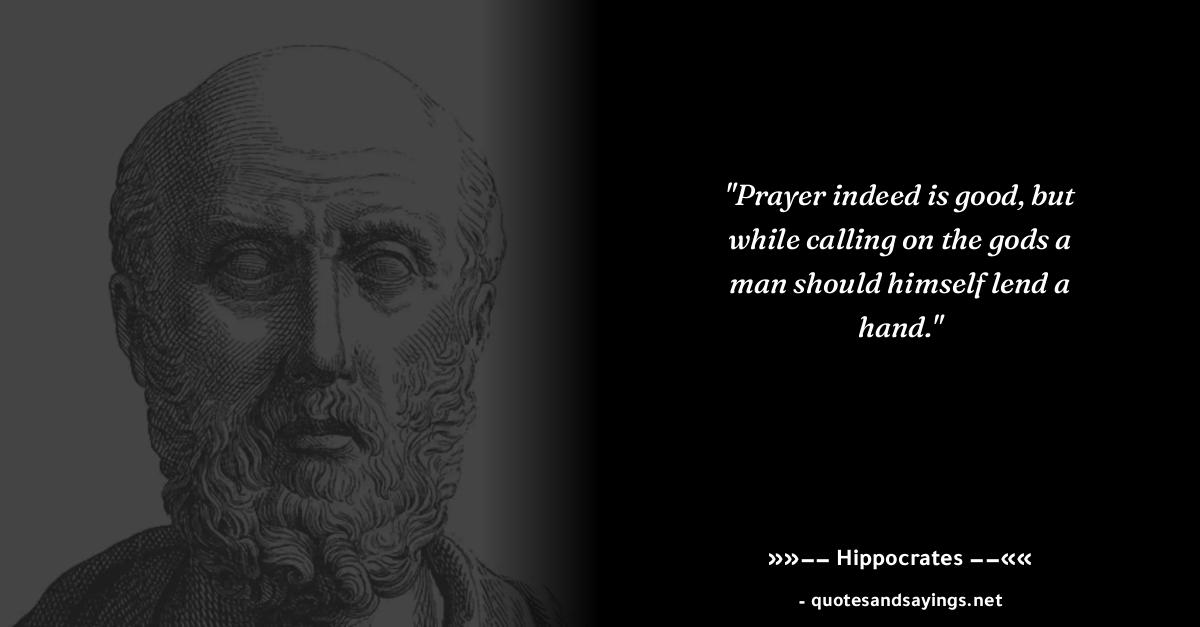 "Prayer indeed is good, but
while calling on the gods a
man should himself lend a
hand."
»»−− Hippocrates −−««
- quotesandsayings.net